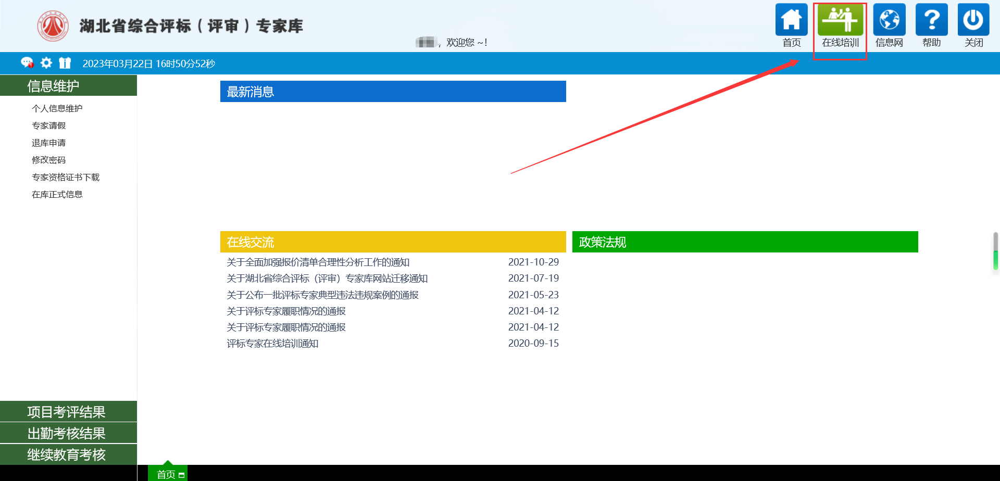 湖北省综合评标（评审）专家库
，欢迎您 ~！
首页
在线培训
信息网
帮助
关闭
2023年03月22日 16时50分52秒
信息维护
个人信息维护
专家请假
退库申请
修改密码
专家资格证书下载
在库正式信息
项目考评结果
出勤考核结果
继续教育考核
最新消息
在线交流
关于全面加强报价清单合理性分析工作的通知 2021-10-29
关于湖北省综合评标（评审）专家库网站迁移通知 2021-07-19
关于公布一批评标专家典型违法违规案例的通报 2021-05-23
关于评标专家履职情况的通报 2021-04-12
关于评标专家履职情况的通报 2021-04-12
评标专家在线培训通知 2020-09-15
政策法规
首页